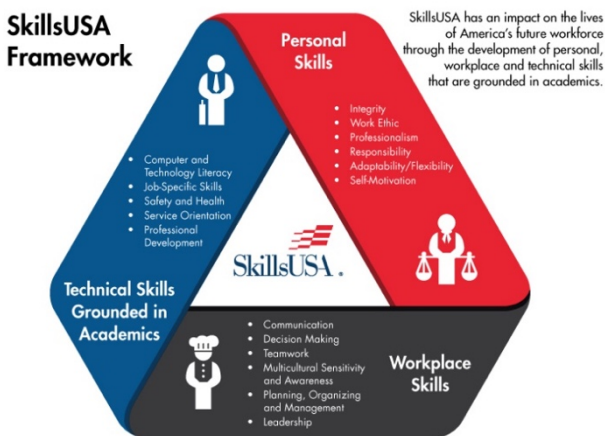 SkillsUSA
Framework
SkillsUSA has an impact on the lives
of America's future workforce
through the development of personal,
workplace and technical skills
that are grounded in academics.
Personal
Skills
• Integrity
• Work Ethic
• Professionalism
• Responsibility
• Adaptability/Flexibility
• Self-Motivation
• Computer and
Technology Literacy
• Job-Specific Skills
• Safety and Health
• Service Orientation
• Professional
Development
Technical Skills
Grounded in
Academics
SkillsUSA®
• Communication
• Decision Making
• Teamwork
• Multicultural Sensitivity
and Awareness
• Planning, Organizing
and Management
• Leadership
Workplace
Skills